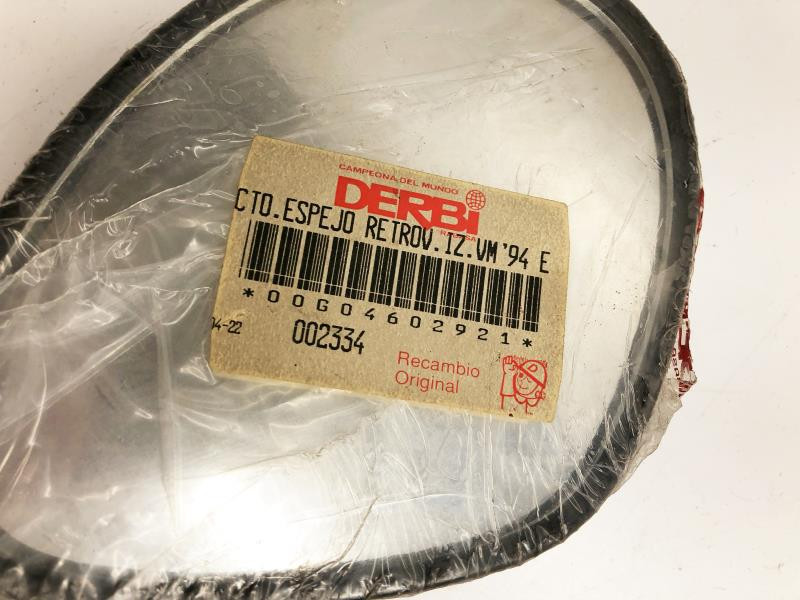 CAMPEONA DEL MUNDO
DERBi
CTO.ESPEJO RETROV.IZ.VM'94 E
*00G04602921*
04-22 002334
Recambio
Original